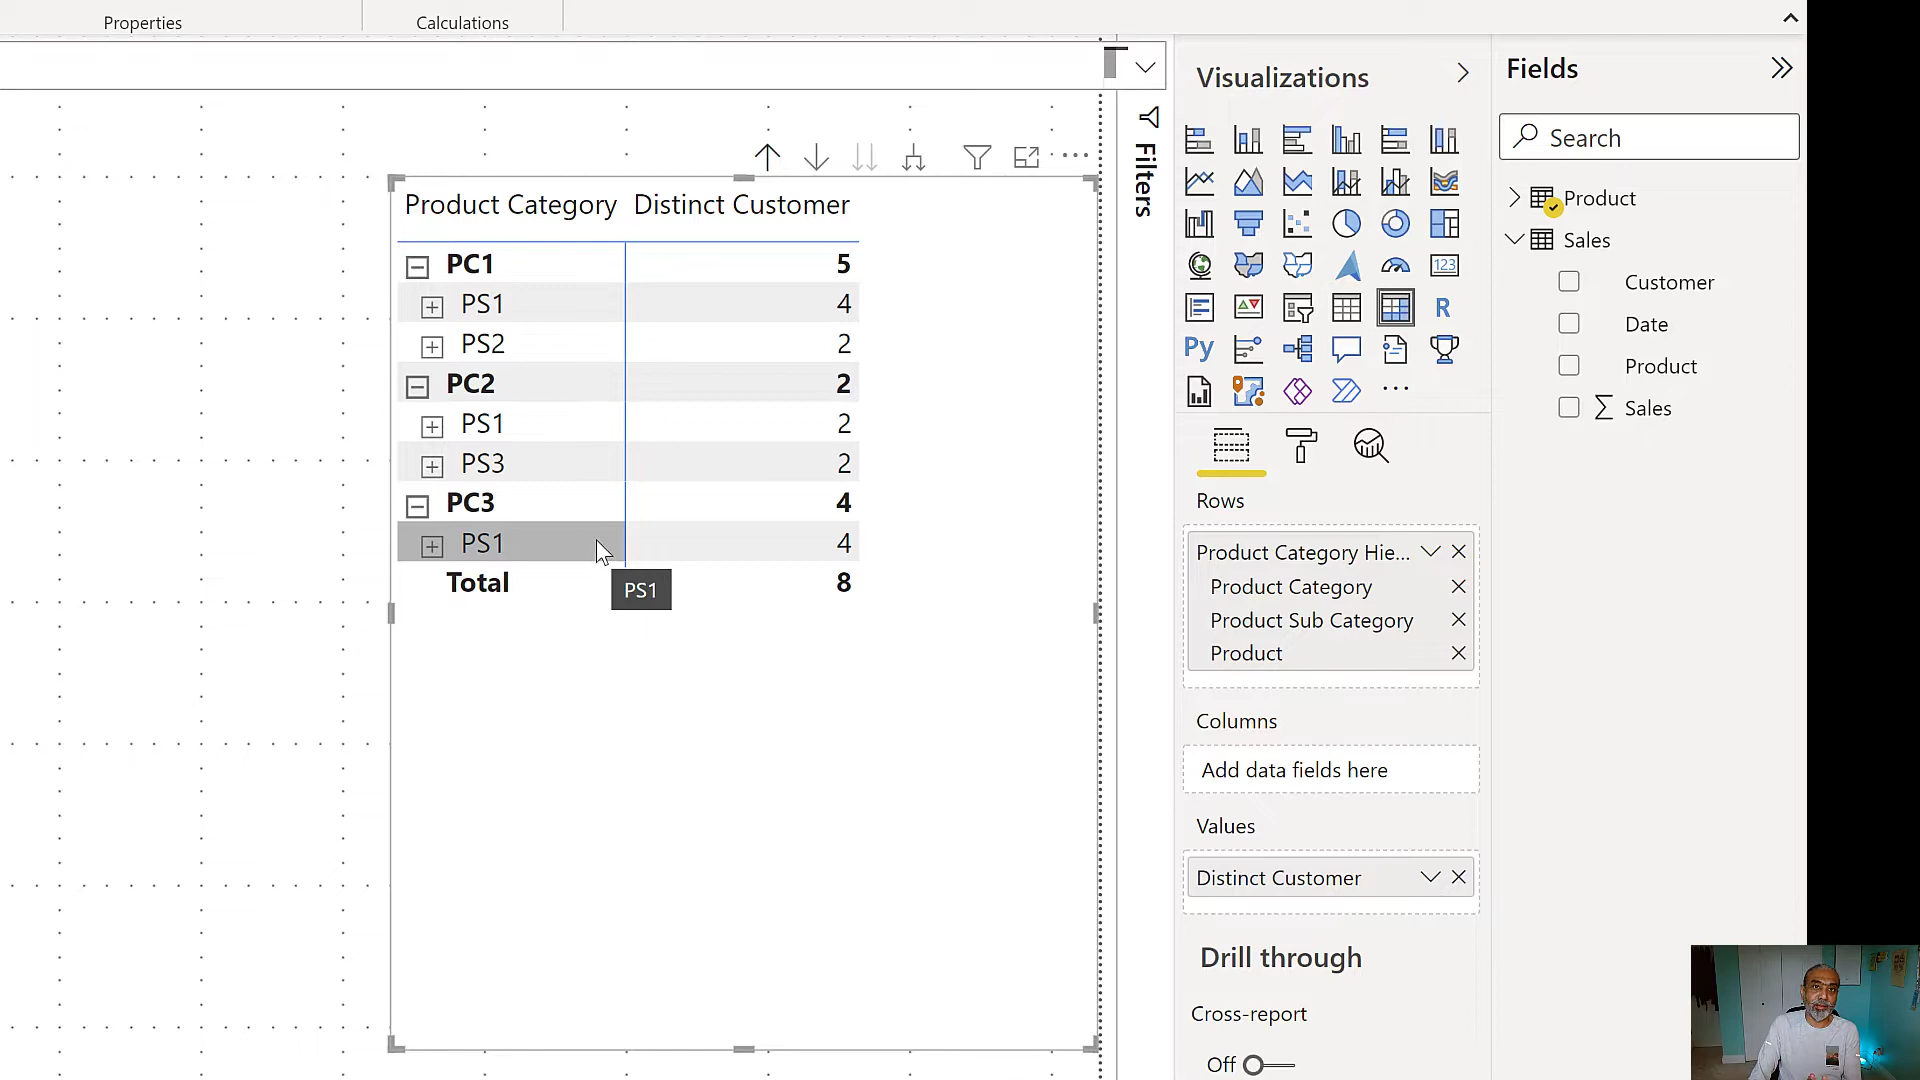 Properties
Calculations
Visualizations
Fields
Search
Filters
Product
Sales
Customer
Date
Product
Sales
Product Category Distinct Customer
PC1 5
PS1 4
PS2 2
PC2 2
PS1 2
PS3 2
PC3 4
PS1 4
Total 8
PS1
123
R
Py
Rows
Product Category Hie...
Product Category
Product Sub Category
Product
Columns
Add data fields here
Values
Distinct Customer
Drill through
Cross-report
Off